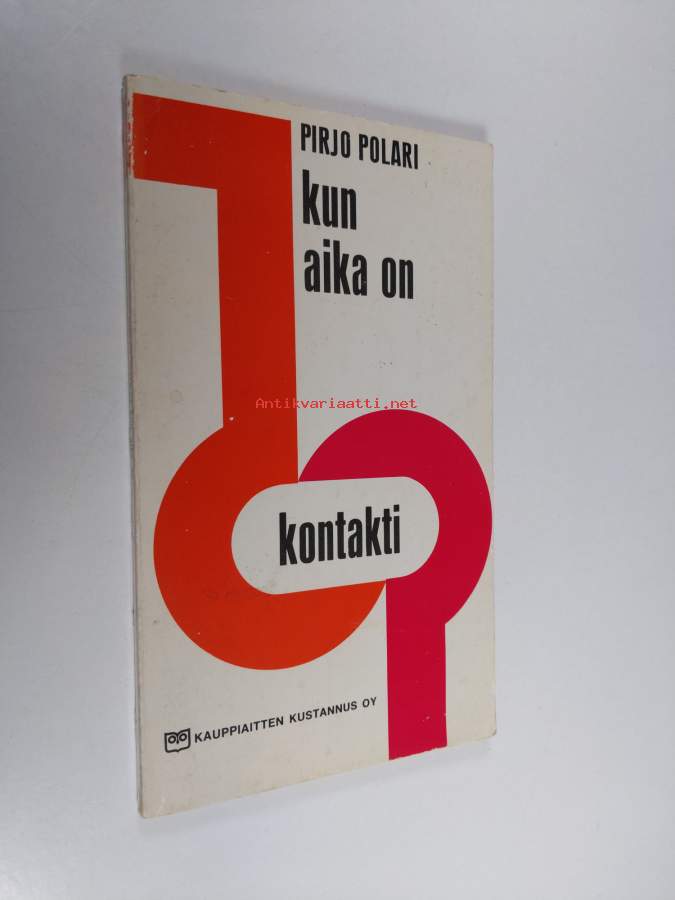 PIRJO POLARI
kun
aika on
Antikvariaatti.net
kontakti
KAUPPIAITTEN KUSTANNUS OY